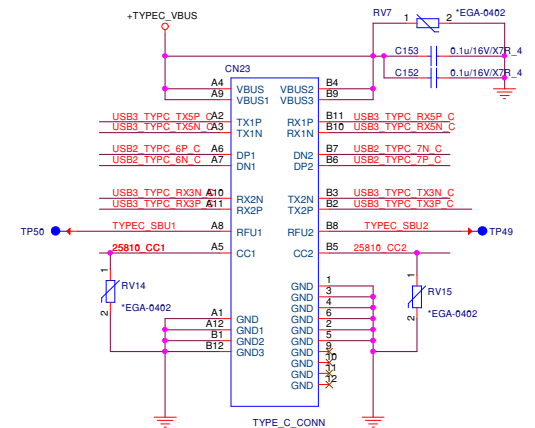 +TYPEC_VBUS
RV7 1 2 *EGA-0402
C153 0.1u/16V/X7R_4
C152 0.1u/16V/X7R_4
CN23
A4 VBUS VBUS2 B4
A9 VBUS1 VBUS3 B9
USB3_TYPC_TX5P_C A2 TX1P RX1P B11 USB3_TYPC_RX5P_C
USB3_TYPC_TX5N_C A3 TX1N RX1N B10 USB3_TYPC_RX5N_C
USB2_TYPC_6P_C A6 DP1 DN2 B7 USB2_TYPC_7N_C
USB2_TYPC_6N_C A7 DN1 DP2 B6 USB2_TYPC_7P_C
USB3_TYPC_RX3N_C A10 RX2N TX2N B3 USB3_TYPC_TX3N_C
USB3_TYPC_RX3P_C A11 RX2P TX2P B2 USB3_TYPC_TX3P_C
TP50 TYPEC_SBU1 A8 RFU1 RFU2 B8 TYPEC_SBU2 TP49
25810_CC1 A5 CC1 CC2 B5 25810_CC2
1 RV14 2 *EGA-0402
1 RV15 2 *EGA-0402
GND 1
GND 3
GND 4
A1 GND GND 6
A12 GND1 GND 2
B1 GND2 GND 5
B12 GND3 GND 9
GND 10
GND 11
GND 12
TYPE_C_CONN